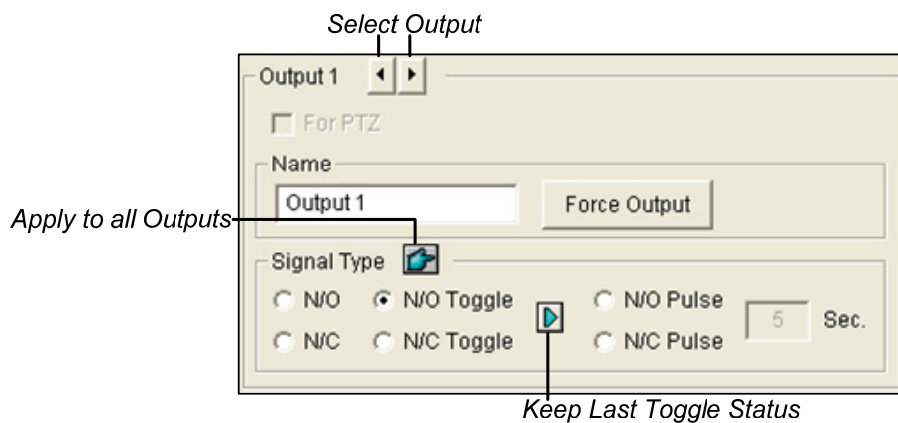 Select Output
Output 1
For PTZ
Name
Output 1
Force Output
Apply to all Outputs
Signal Type
N/O N/O Toggle N/O Pulse 5 Sec.
N/C N/C Toggle N/C Pulse
Keep Last Toggle Status